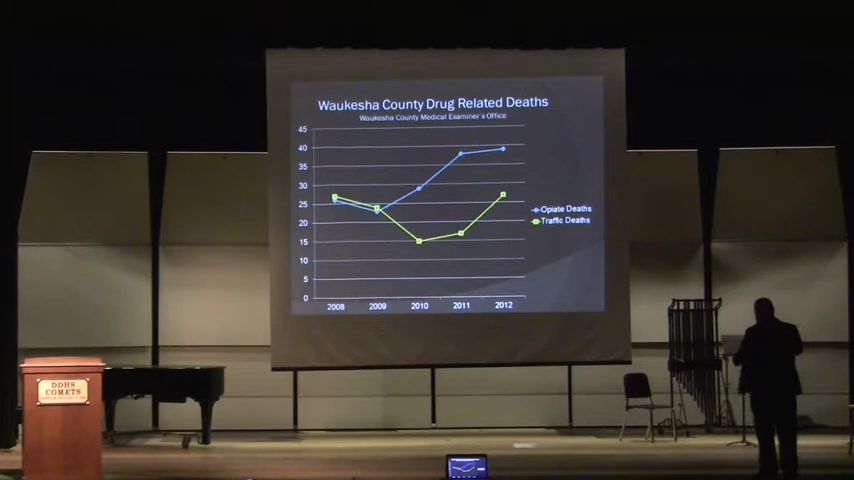 Waukesha County Drug Related Deaths
Waukesha County Medical Examiner's Office
45
40
35
30
25
20
15
10
5
0
2008 2009 2010 2011 2012
Opiate Deaths
Traffic Deaths
DDHS
COMETS